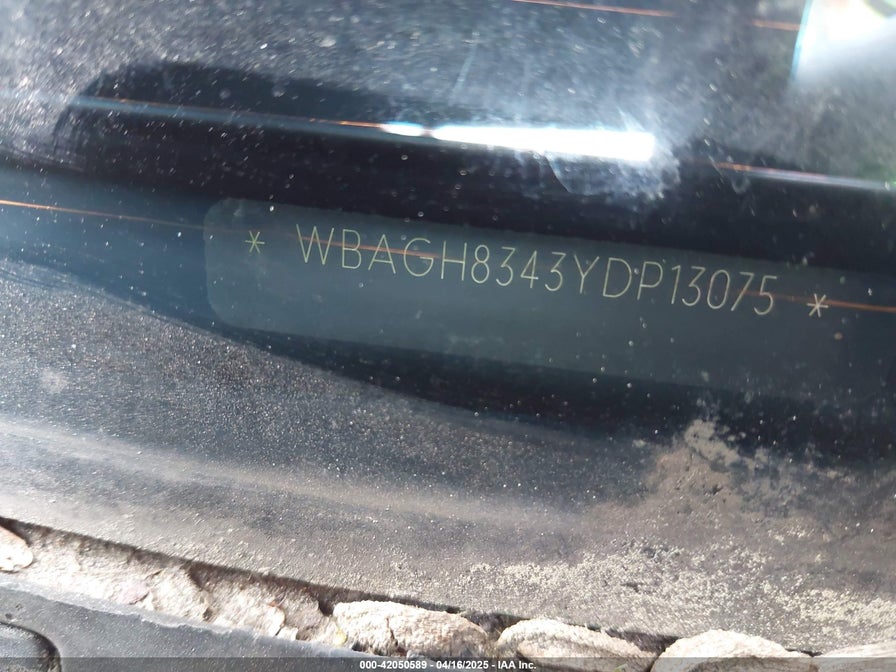 * WBAGH8343YDP13075 *
000-42050589 - 04/16/2025 - IAA Inc.